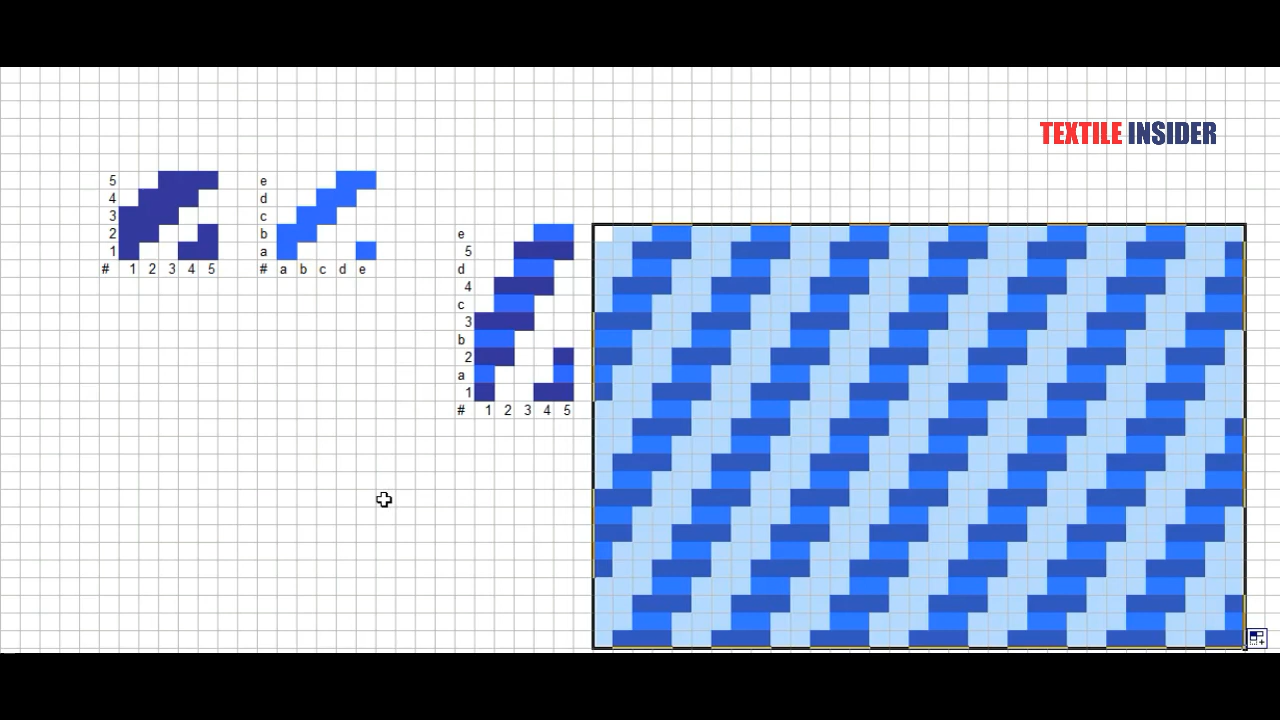 TEXTILE INSIDER
5 e
4 d
3 c
2 b
1 a
# 1 2 3 4 5 # a b c d e
e
5
d
4
c
3
b
2
a
1
# 1 2 3 4 5